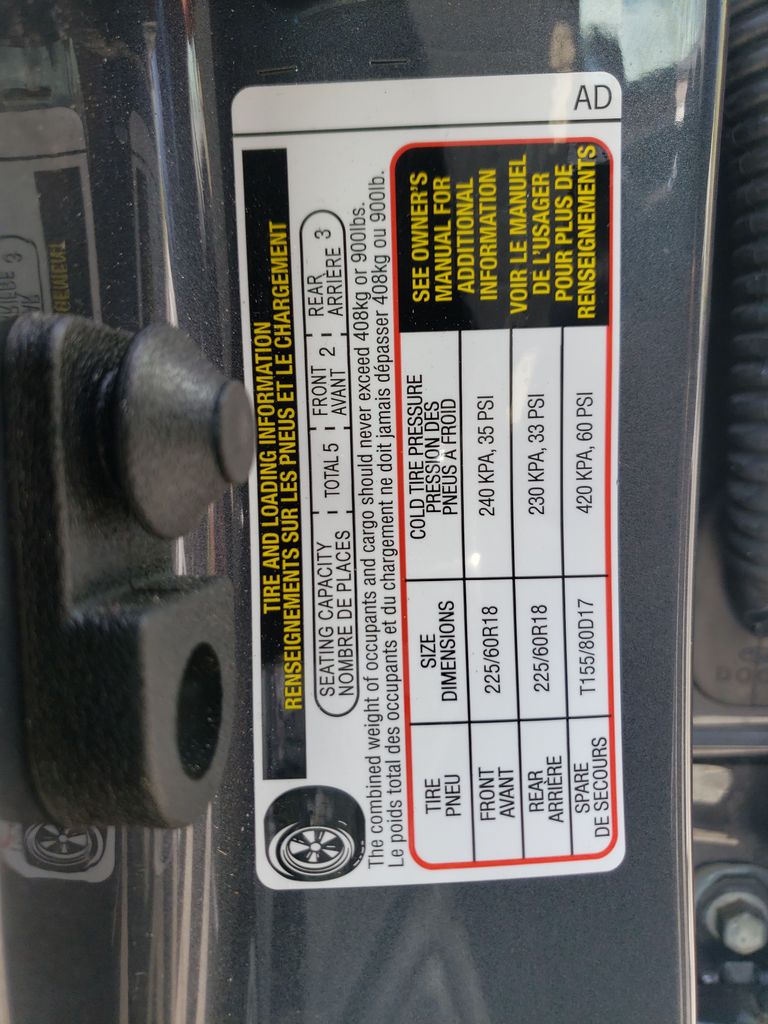 AD
TIRE AND LOADING INFORMATION
RENSEIGNEMENTS SUR LES PNEUS ET LE CHARGEMENT
SEATING CAPACITY TOTAL 5 FRONT 2 REAR 3
NOMBRE DE PLACES AVANT ARRIÈRE
The combined weight of occupants and cargo should never exceed 408kg or 900lbs.
Le poids total des occupants et du chargement ne doit jamais dépasser 408kg ou 900lb.
TIRE SIZE COLD TIRE PRESSURE
PNEU DIMENSIONS PRESSION DES
PNEUS À FROID
FRONT 225/60R18 240 KPA, 35 PSI
AVANT
REAR 225/60R18 230 KPA, 33 PSI
ARRIÈRE
SPARE T155/80D17 420 KPA, 60 PSI
DE SECOURS
SEE OWNER'S
MANUAL FOR
ADDITIONAL
INFORMATION
VOIR LE MANUEL
DE L'USAGER
POUR PLUS DE
RENSEIGNEMENTS